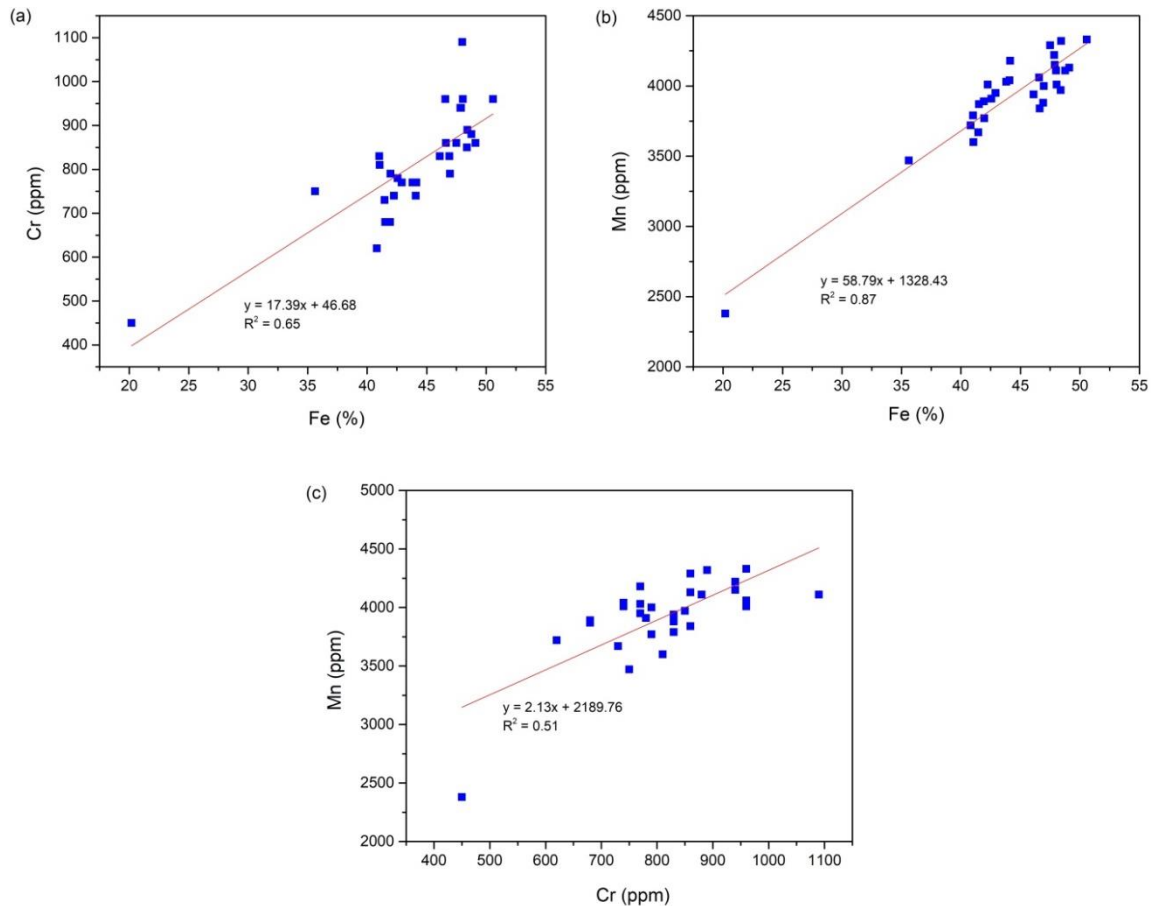 (a)
1100
1000
900
800
700
600
500
400
Cr (ppm)
y = 17.39x + 46.68
R² = 0.65
20 25 30 35 40 45 50 55
Fe (%)
(b)
4500
4000
3500
3000
2500
2000
Mn (ppm)
y = 58.79x + 1328.43
R² = 0.87
20 25 30 35 40 45 50 55
Fe (%)
(c)
5000
4500
4000
3500
3000
2500
2000
Mn (ppm)
y = 2.13x + 2189.76
R² = 0.51
400 500 600 700 800 900 1000 1100
Cr (ppm)